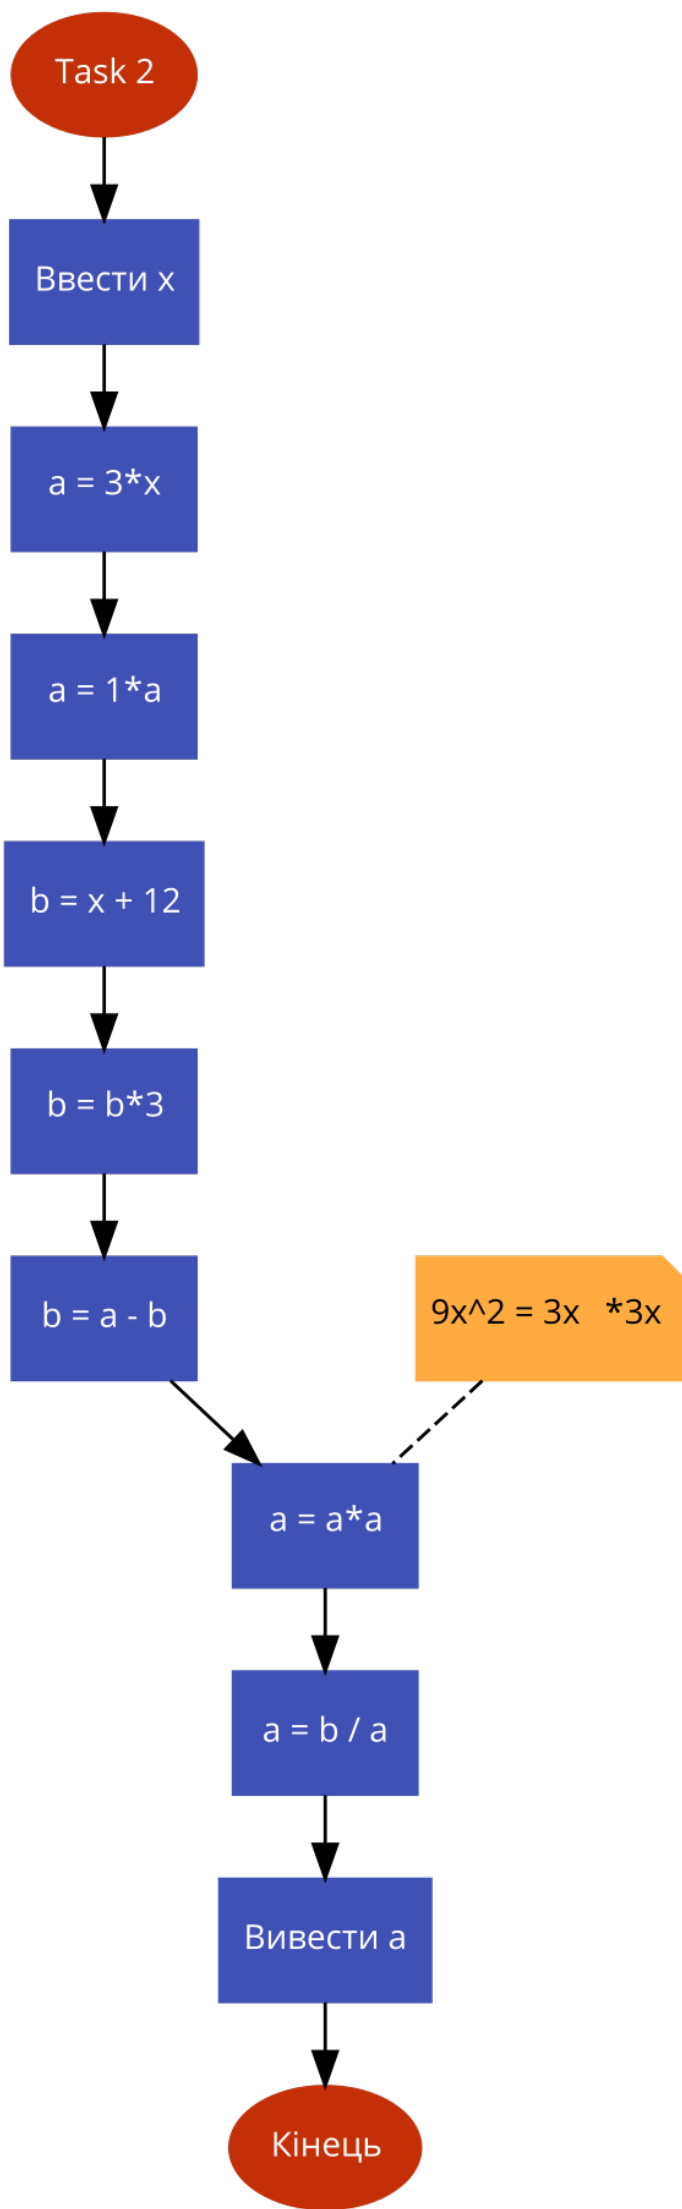 Task 2
Ввести x
a = 3*x
a = 1*a
b = x + 12
b = b*3
b = a - b
9x^2 = 3x   *3x
a = a*a
a = b / a
Вивести a
Кінець